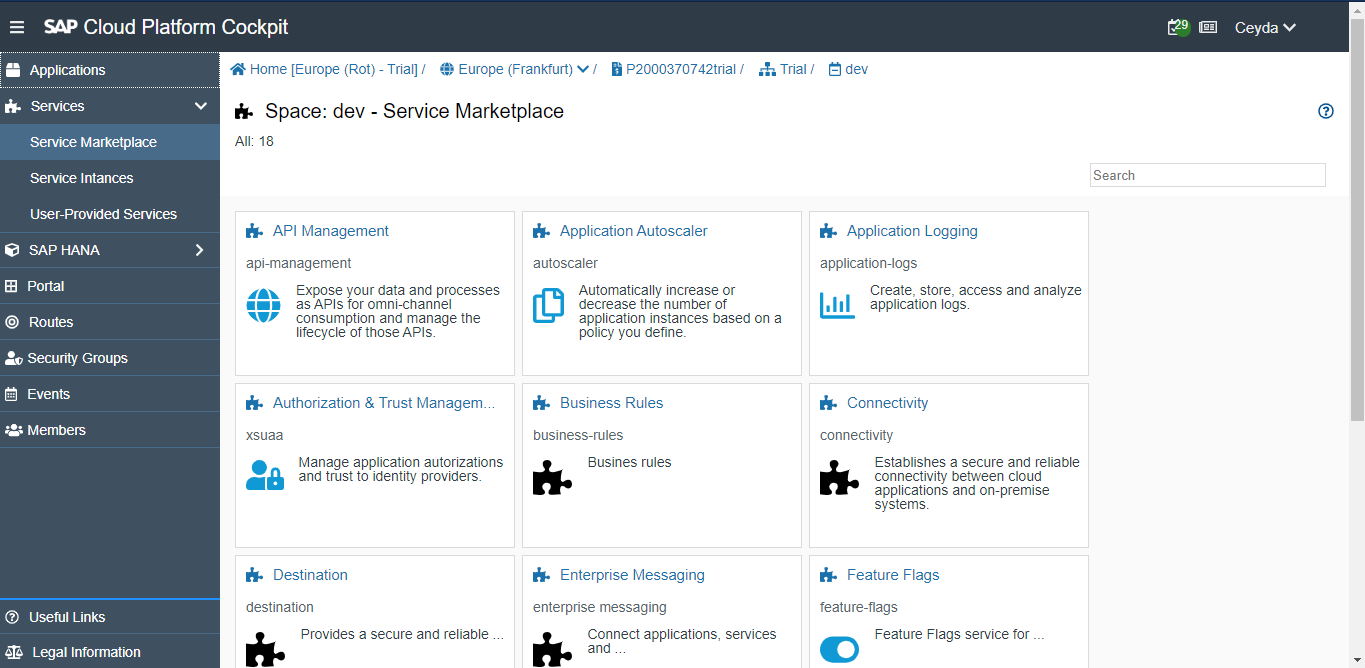 SAP Cloud Platform Cockpit
29
Ceyda
Applications
Services
Service Marketplace
Service Intances
User-Provided Services
SAP HANA
Portal
Routes
Security Groups
Events
Members
Useful Links
Legal Information
Home [Europe (Rot) - Trial] / Europe (Frankfurt) / P2000370742trial / Trial / dev
Space: dev - Service Marketplace
All: 18
Search
API Management
api-management
Expose your data and processes
as APIs for omni-channel
consumption and manage the
lifecycle of those APIs.
Application Autoscaler
autoscaler
Automatically increase or
decrease the number of
application instances based on a
policy you define.
Application Logging
application-logs
Create, store, access and analyze
application logs.
Authorization & Trust Managem...
xsuaa
Manage application autorizations
and trust to identity providers.
Business Rules
business-rules
Busines rules
Connectivity
connectivity
Establishes a secure and reliable
connectivity between cloud
applications and on-premise
systems.
Destination
destination
Provides a secure and reliable ...
Enterprise Messaging
enterprise messaging
Connect applications, services
and ...
Feature Flags
feature-flags
Feature Flags service for ...